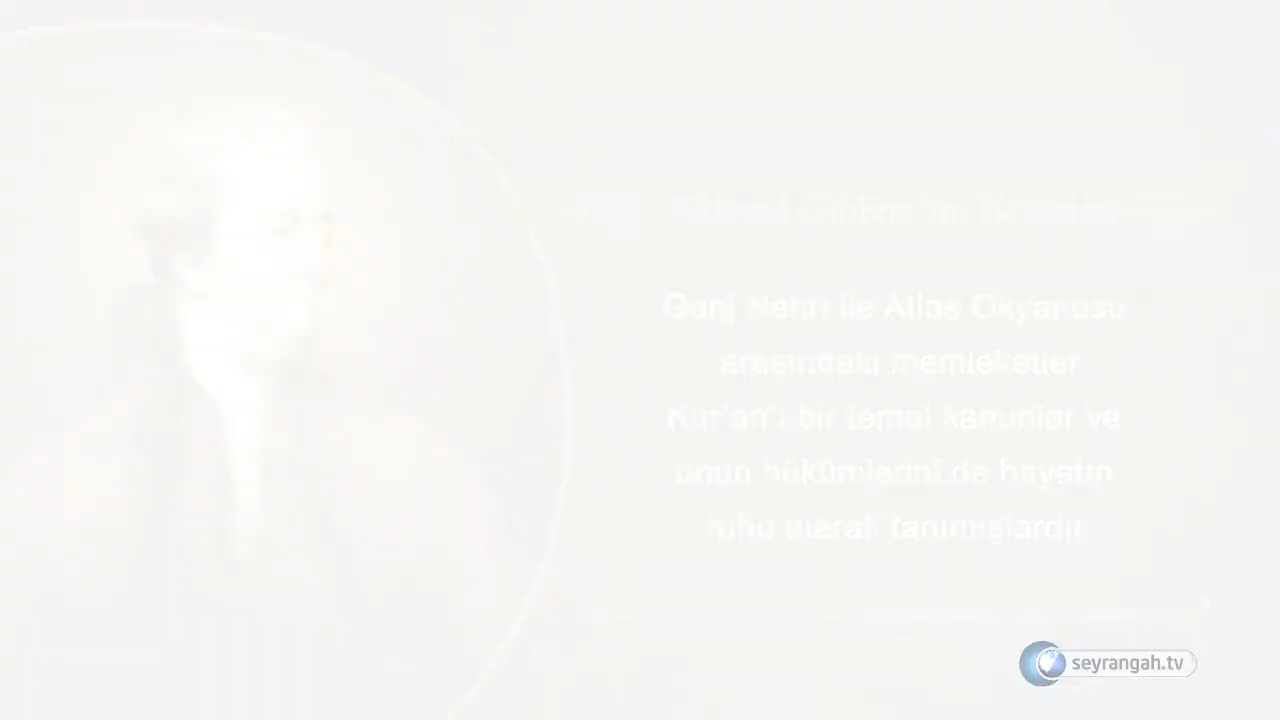 Ganj Nehri ile Atlas Okyanusu
arasındaki memleketler
Kur'an'ı bir temel kanunlar ve
onun hükümlerini de hayatın
ruhu olarak tanımışlardır
seyrangah.tv